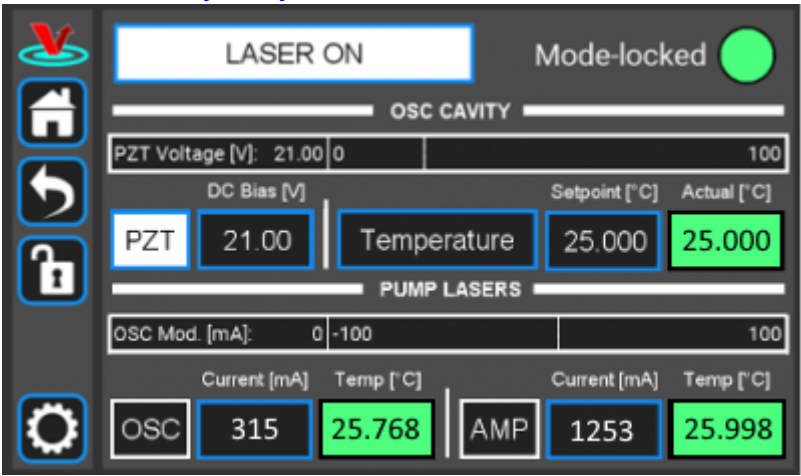 LASER ON Mode-locked
OSC CAVITY
PZT Voltage [V]: 21.00 0 100
DC Bias [V] Setpoint [°C] Actual [°C]
PZT 21.00 Temperature 25.000 25.000
PUMP LASERS
OSC Mod. [mA]: 0 -100 100
Current [mA] Temp [°C] Current [mA] Temp [°C]
OSC 315 25.768 AMP 1253 25.998